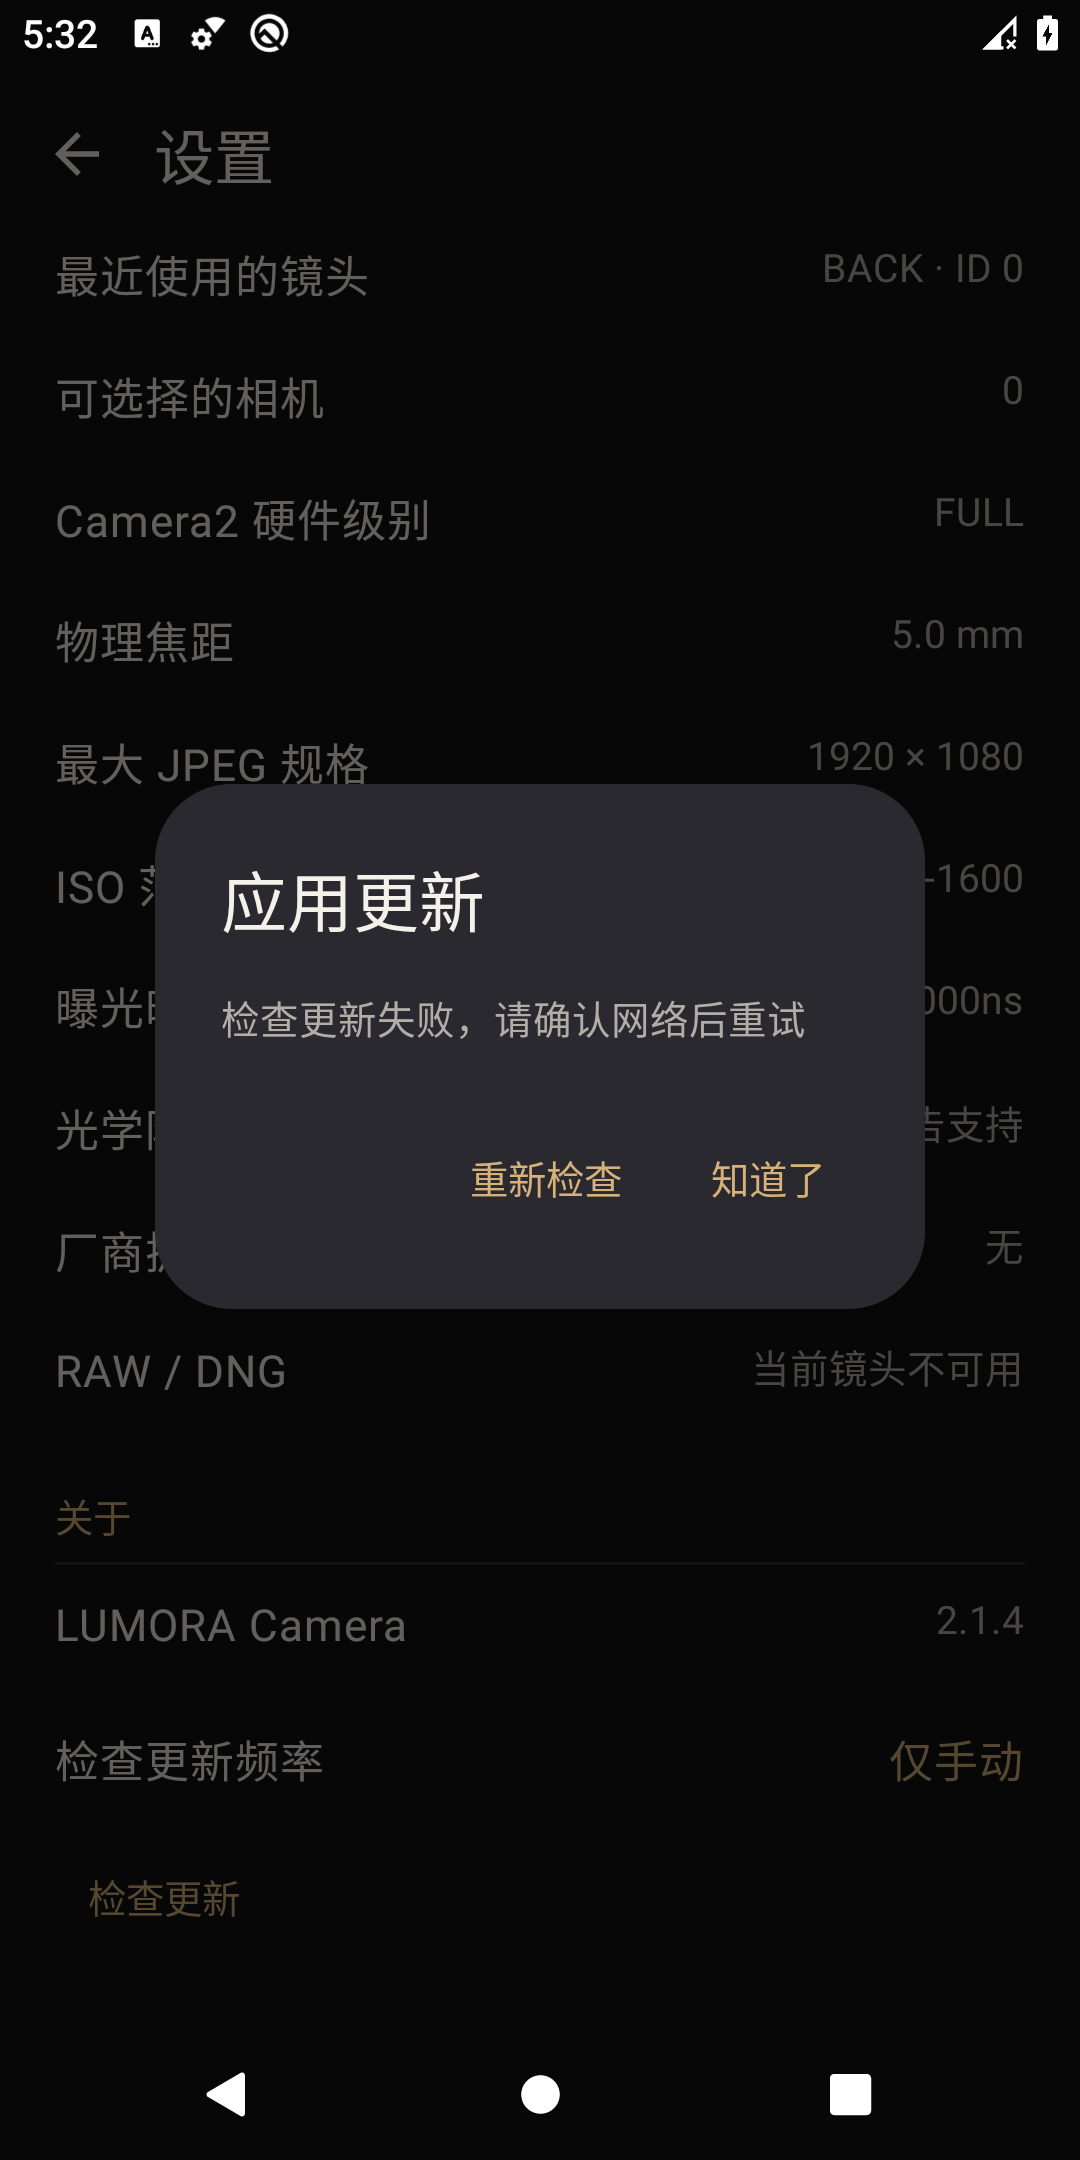 5:32
设置
最近使用的镜头 BACK · ID 0
可选择的相机 0
Camera2 硬件级别 FULL
物理焦距 5.0 mm
最大 JPEG 规格 1920 × 1080
ISO -1600
曝光 000ns
应用更新
检查更新失败，请确认网络后重试
光学 支持
重新检查 知道了
厂商 无
RAW / DNG 当前镜头不可用
关于
LUMORA Camera 2.1.4
检查更新频率 仅手动
检查更新